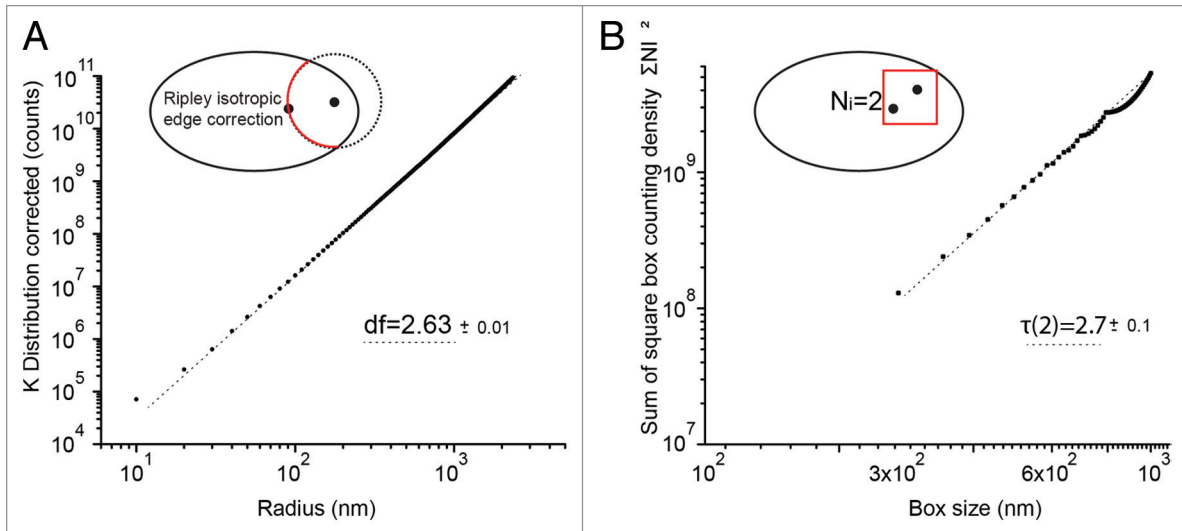 A
K Distribution corrected (counts)
10¹¹
10¹⁰
10⁹
10⁸
10⁷
10⁶
10⁵
10⁴
Ripley isotropic
edge correction
df=2.63 ± 0.01
10¹
10²
10³
Radius (nm)
B
Sum of square box counting density ΣNI ²
10⁹
10⁸
10⁷
Nᵢ=2
τ(2)=2.7± 0.1
10²
3x10²
6x10²
10³
Box size (nm)